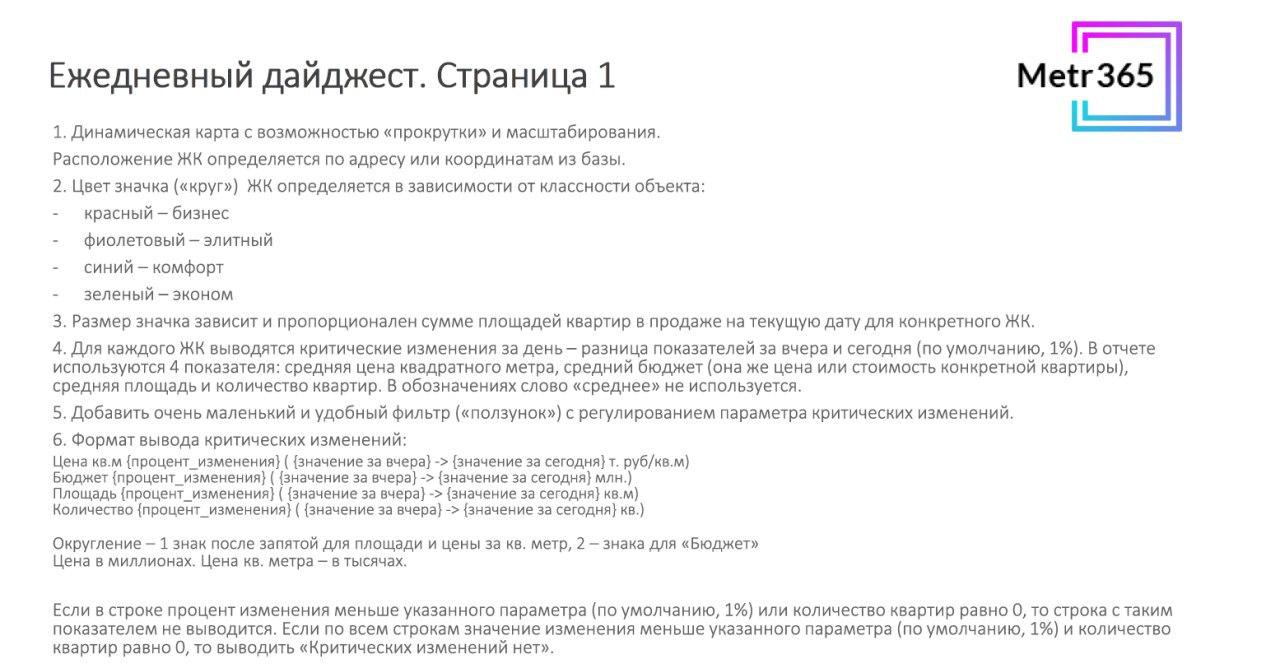 Ежедневный дайджест. Страница 1
Metr365
1. Динамическая карта с возможностью «прокрутки» и масштабирования.
Расположение ЖК определяется по адресу или координатам из базы.
2. Цвет значка («круг») ЖК определяется в зависимости от классности объекта:
- красный – бизнес
- фиолетовый – элитный
- синий – комфорт
- зеленый – эконом
3. Размер значка зависит и пропорционален сумме площадей квартир в продаже на текущую дату для конкретного ЖК.
4. Для каждого ЖК выводятся критические изменения за день – разница показателей за вчера и сегодня (по умолчанию, 1%). В отчете
используются 4 показателя: средняя цена квадратного метра, средний бюджет (она же цена или стоимость конкретной квартиры),
средняя площадь и количество квартир. В обозначениях слово «среднее» не используется.
5. Добавить очень маленький и удобный фильтр («ползунок») с регулированием параметра критических изменений.
6. Формат вывода критических изменений:
Цена кв.м {процент_изменения} ( {значение за вчера} -> {значение за сегодня} т. руб/кв.м)
Бюджет {процент_изменения} ( {значение за вчера} -> {значение за сегодня} млн.)
Площадь {процент_изменения} ( {значение за вчера} -> {значение за сегодня} кв.м)
Количество {процент_изменения} ( {значение за вчера} -> {значение за сегодня} кв.)
Округление – 1 знак после запятой для площади и цены за кв. метр, 2 – знака для «Бюджет»
Цена в миллионах. Цена кв. метра – в тысячах.
Если в строке процент изменения меньше указанного параметра (по умолчанию, 1%) или количество квартир равно 0, то строка с таким
показателем не выводится. Если по всем строкам значение изменения меньше указанного параметра (по умолчанию, 1%) и количество
квартир равно 0, то выводить «Критических изменений нет».